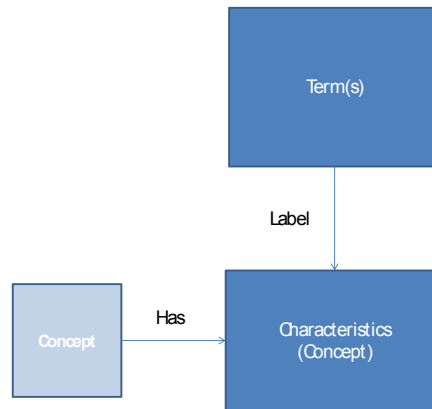 Term(s)
Label
Has
Concept
Characteristics
(Concept)